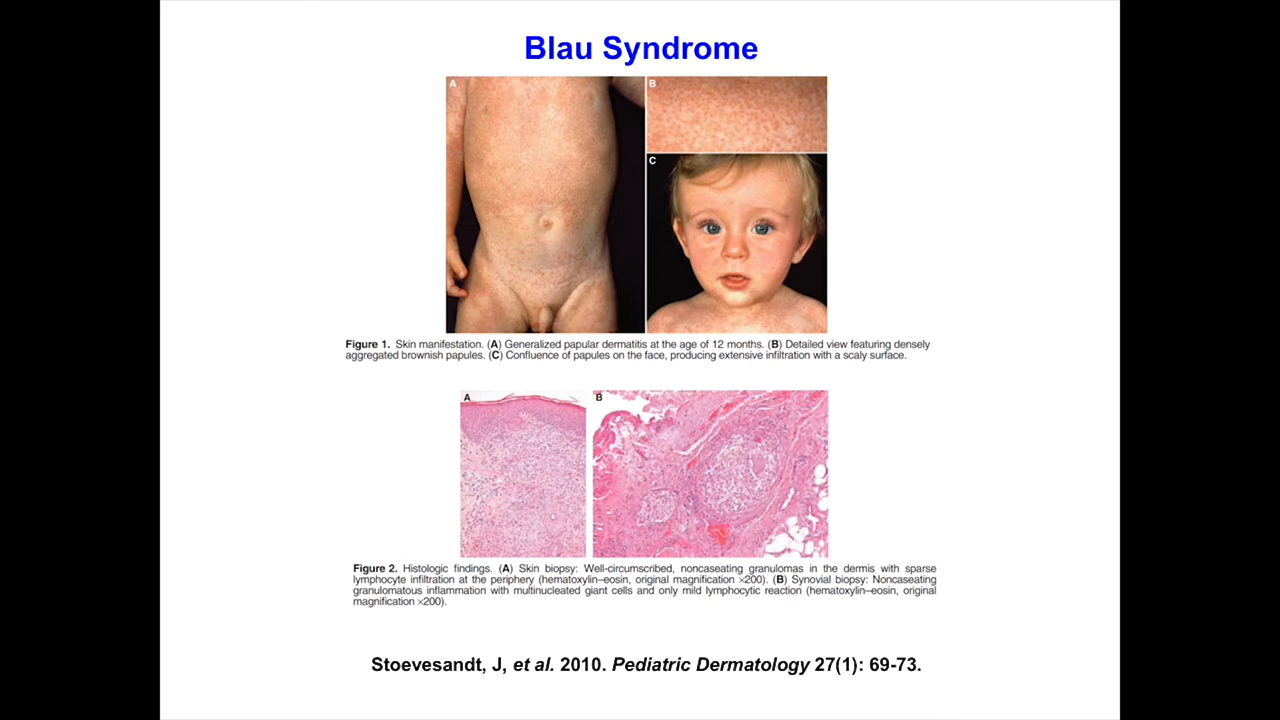 Blau Syndrome
A
B
C
Figure 1. Skin manifestation. (A) Generalized papular dermatitis at the age of 12 months. (B) Detailed view featuring densely
aggregated brownish papules. (C) Confluence of papules on the face, producing extensive infiltration with a scaly surface.
A
B
Figure 2. Histologic findings. (A) Skin biopsy: Well-circumscribed, noncaseating granulomas in the dermis with sparse
lymphocyte infiltration at the periphery (hematoxylin–eosin, original magnification ×200). (B) Synovial biopsy: Noncaseating
granulomatous inflammation with multinucleated giant cells and only mild lymphocytic reaction (hematoxylin–eosin, original
magnification ×200).
Stoevesandt, J, et al. 2010. Pediatric Dermatology 27(1): 69-73.